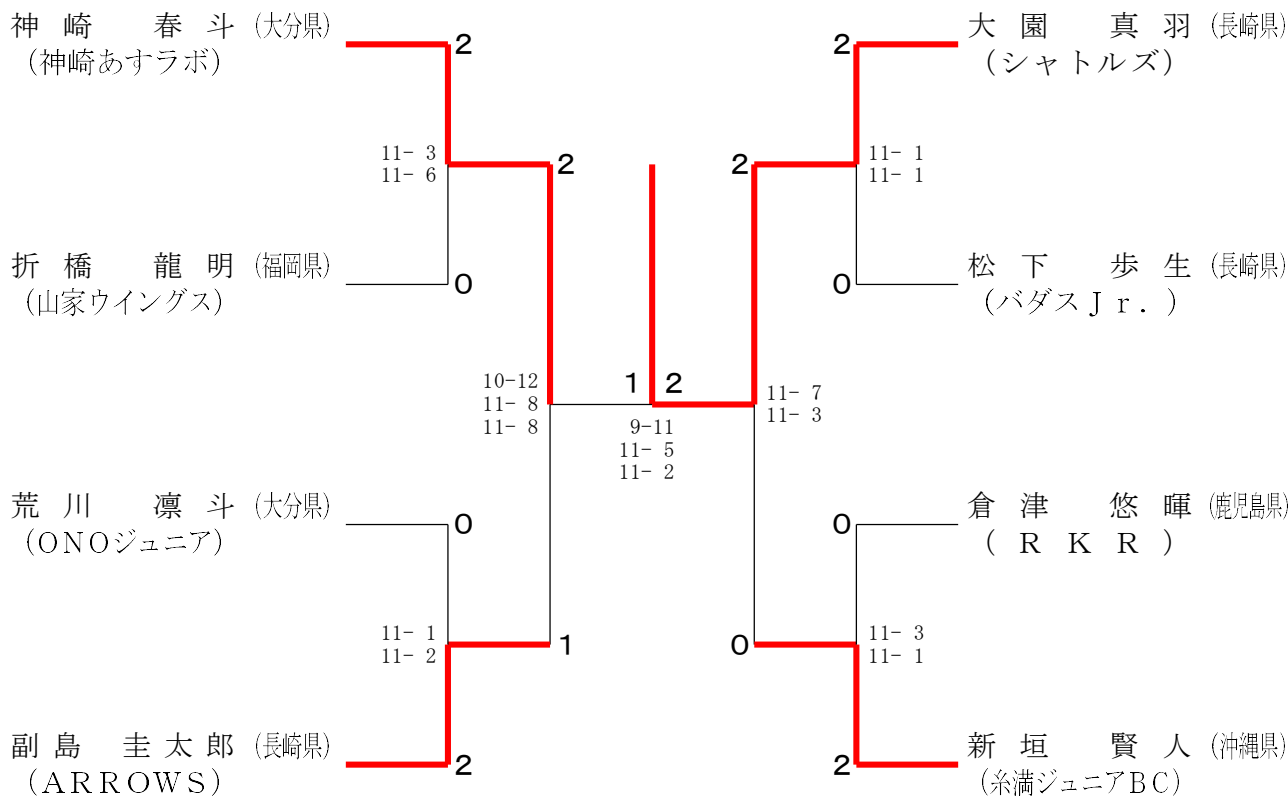 神崎 春斗 (大分県)
(神崎あすラボ)
2
11- 3
11- 6
2
折橋 龍明 (福岡県)
(山家ウイングス)
0
10-12
11- 8
11- 8
荒川 凛斗 (大分県)
(ONOジュニア)
0
11- 1
11- 2
1
副島 圭太郎 (長崎県)
(ARROWS)
2
1 2
9-11
11- 5
11- 2
大園 真羽 (長崎県)
(シャトルズ)
2
2
11- 1
11- 1
松下 歩生 (長崎県)
(バダスJr.)
0
11- 7
11- 3
倉津 悠暉 (鹿児島県)
(RKR)
0
0
11- 3
11- 1
新垣 賢人 (沖縄県)
(糸満ジュニアBC)
2